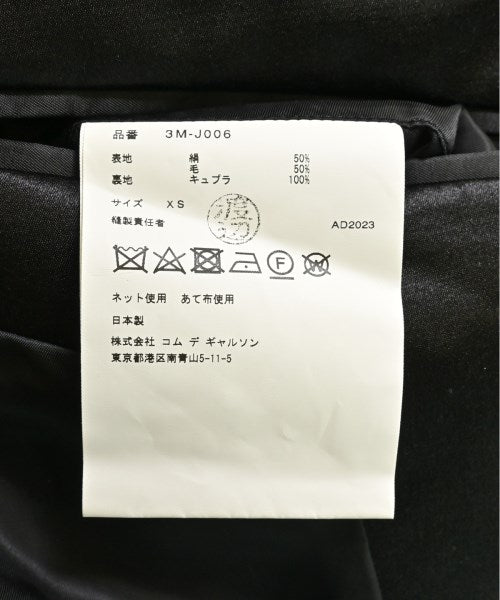 品番 3M-J006
表地 絹 50%
毛 50%
裏地 キュプラ 100%
サイズ XS
縫製責任者
AD2023
F
W
ネット使用 あて布使用
日本製
株式会社 コム デ ギャルソン
東京都港区南青山5-11-5